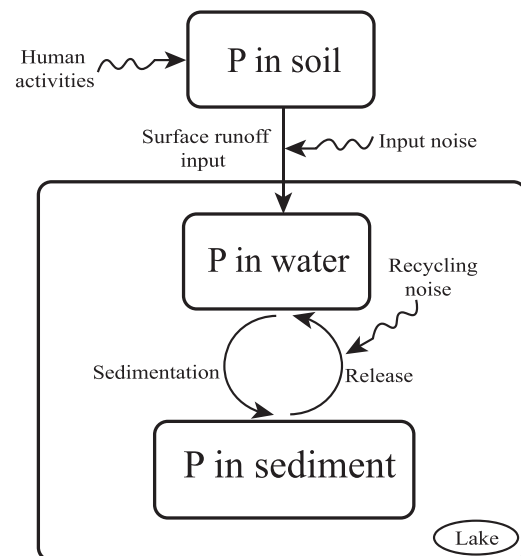 Human
activities
P in soil
Surface runoff
input
Input noise
P in water
Recycling
noise
Sedimentation
Release
P in sediment
Lake